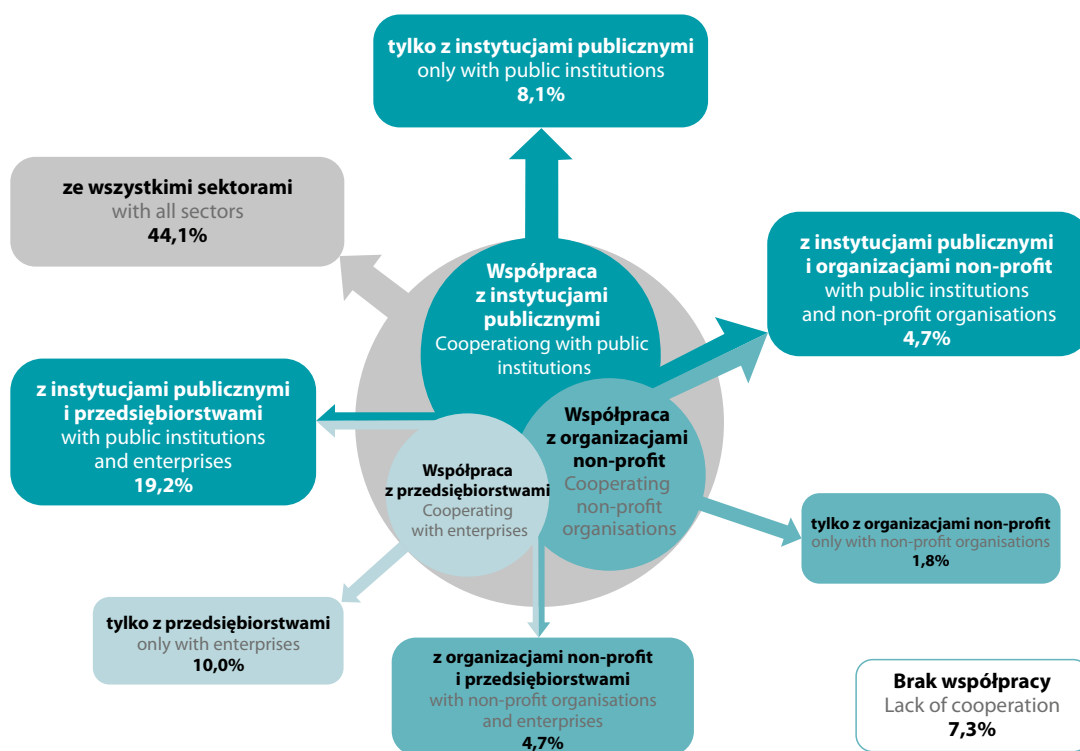 tylko z instytucjami publicznymi
only with public institutions
8,1%
ze wszystkimi sektorami
with all sectors
44,1%
z instytucjami publicznymi
i organizacjami non-profit
with public institutions
and non-profit organisations
4,7%
Współpraca
z instytucjami
publicznymi
Cooperationg with public
institutions
z instytucjami publicznymi
i przedsiębiorstwami
with public institutions
and enterprises
19,2%
Współpraca
z organizacjami
non-profit
Cooperating
non-profit
organisations
Współpraca
z przedsiębiorstwami
Cooperating
with enterprises
tylko z organizacjami non-profit
only with non-profit organisations
1,8%
tylko z przedsiębiorstwami
only with enterprises
10,0%
z organizacjami non-profit
i przedsiębiorstwami
with non-profit organisations
and enterprises
4,7%
Brak współpracy
Lack of cooperation
7,3%